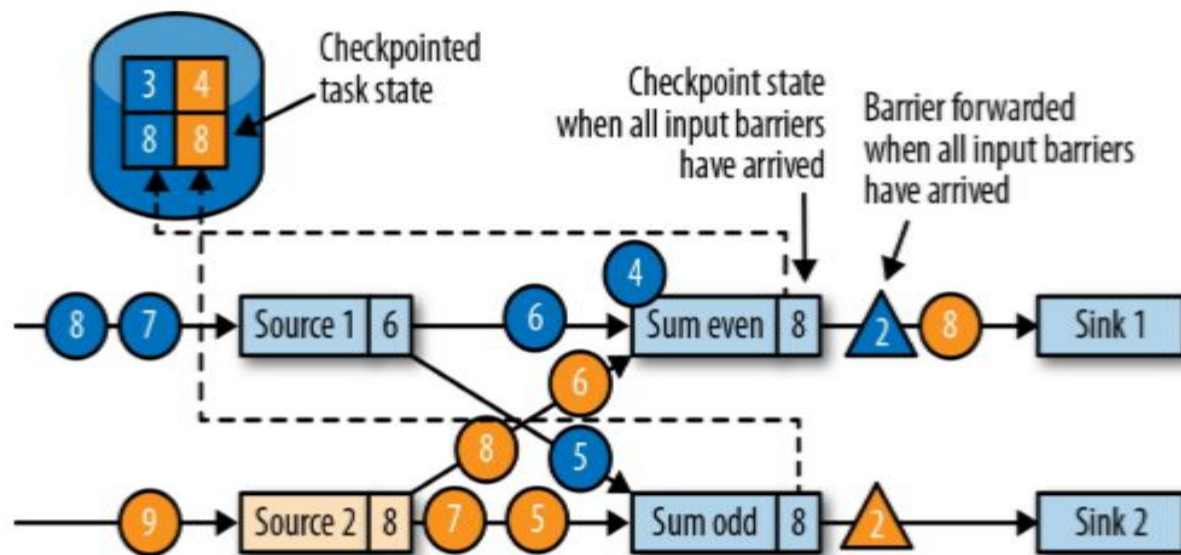 Checkpointed
task state
3 4
8 8
Checkpoint state
when all input barriers
have arrived
Barrier forwarded
when all input barriers
have arrived
4
8 7 Source 1 6 6 Sum even 8 2 8 Sink 1
6
8
5
9 Source 2 8 7 5 Sum odd 8 2 Sink 2